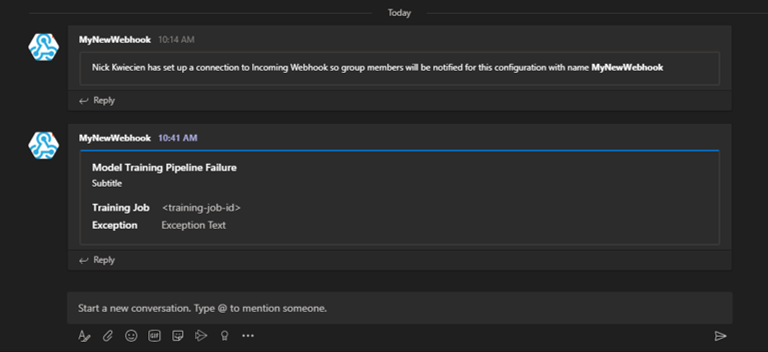 Today
MyNewWebhook 10:14 AM
Nick Kwiecien has set up a connection to Incoming Webhook so group members will be notified for this configuration with name MyNewWebhook
Reply
MyNewWebhook 10:41 AM
Model Training Pipeline Failure
Subtitle
Training Job <training-job-id>
Exception Exception Text
Reply
Start a new conversation. Type @ to mention someone.
GIF